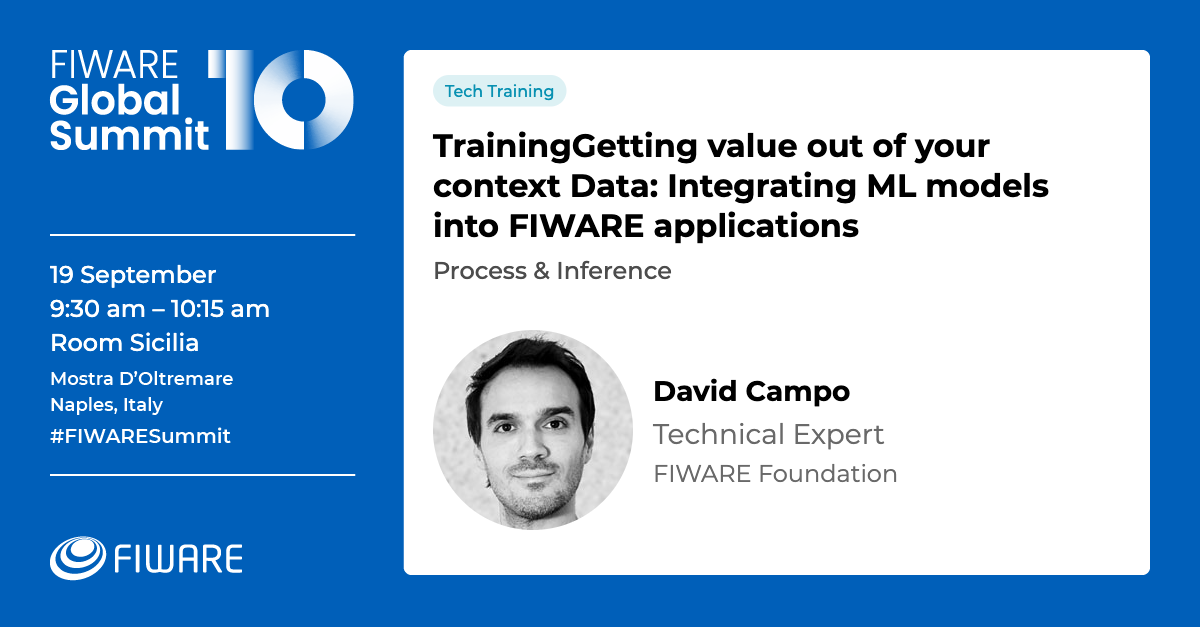 FIWARE
Global
Summit
10
19 September
9:30 am – 10:15 am
Room Sicilia
Mostra D’Oltremare
Naples, Italy
#FIWARESummit
FIWARE
Tech Training
TrainingGetting value out of your
context Data: Integrating ML models
into FIWARE applications
Process & Inference
David Campo
Technical Expert
FIWARE Foundation